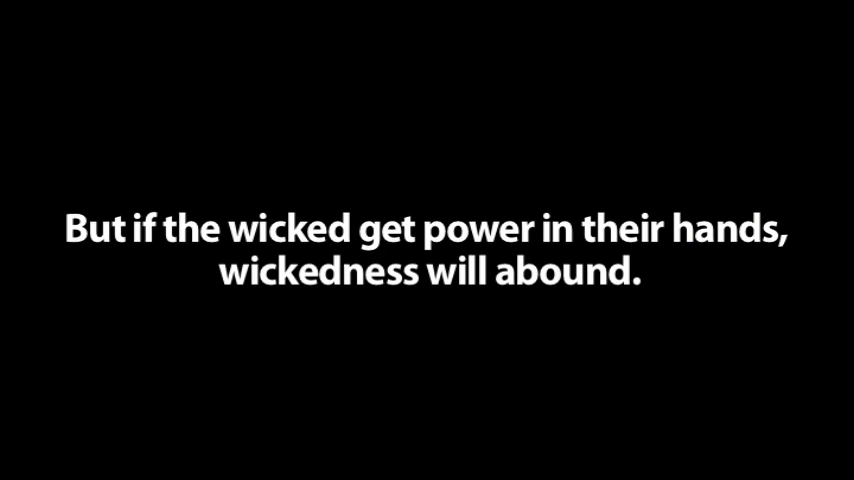 But if the wicked get power in their hands,
wickedness will abound.